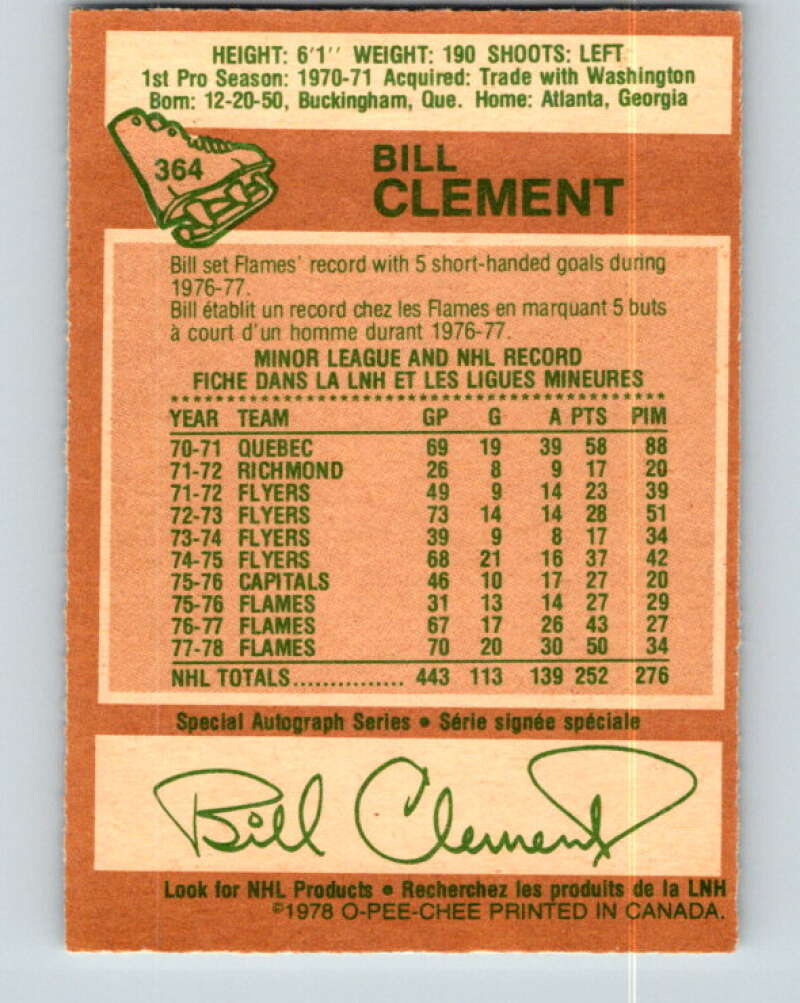 HEIGHT: 6'1'' WEIGHT: 190 SHOOTS: LEFT
1st Pro Season: 1970-71 Acquired: Trade with Washington
Born: 12-20-50, Buckingham, Que. Home: Atlanta, Georgia
364
BILL
CLEMENT
Bill set Flames' record with 5 short-handed goals during
1976-77.
Bill établit un record chez les Flames en marquant 5 buts
à court d'un homme durant 1976-77.
MINOR LEAGUE AND NHL RECORD
FICHE DANS LA LNH ET LES LIGUES MINEURES
YEAR TEAM GP G A PTS PIM
70-71 QUEBEC 69 19 39 58 88
71-72 RICHMOND 26 8 9 17 20
71-72 FLYERS 49 9 14 23 39
72-73 FLYERS 73 14 14 28 51
73-74 FLYERS 39 9 8 17 34
74-75 FLYERS 68 21 16 37 42
75-76 CAPITALS 46 10 17 27 20
75-76 FLAMES 31 13 14 27 29
76-77 FLAMES 67 17 26 43 27
77-78 FLAMES 70 20 30 50 34
NHL TOTALS............... 443 113 139 252 276
Special Autograph Series • Série signée spéciale
Bill Clement
Look for NHL Products • Recherchez les produits de la LNH
©1978 O-PEE-CHEE PRINTED IN CANADA.